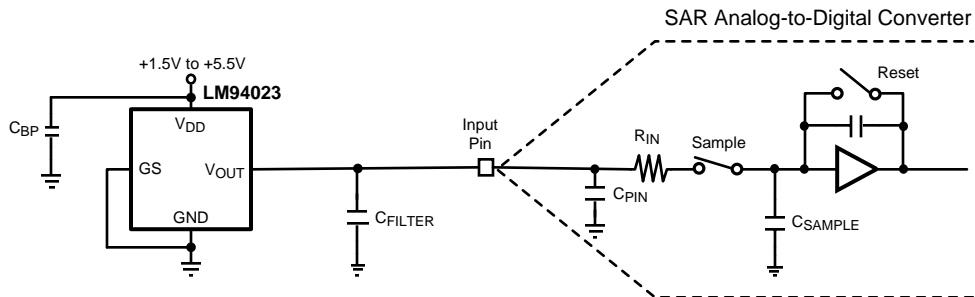 SAR Analog-to-Digital Converter
+1.5V to +5.5V
LM94023
Reset
CBP
VDD
Input
Pin
RIN
Sample
GS
VOUT
CPIN
GND
CFILTER
CSAMPLE